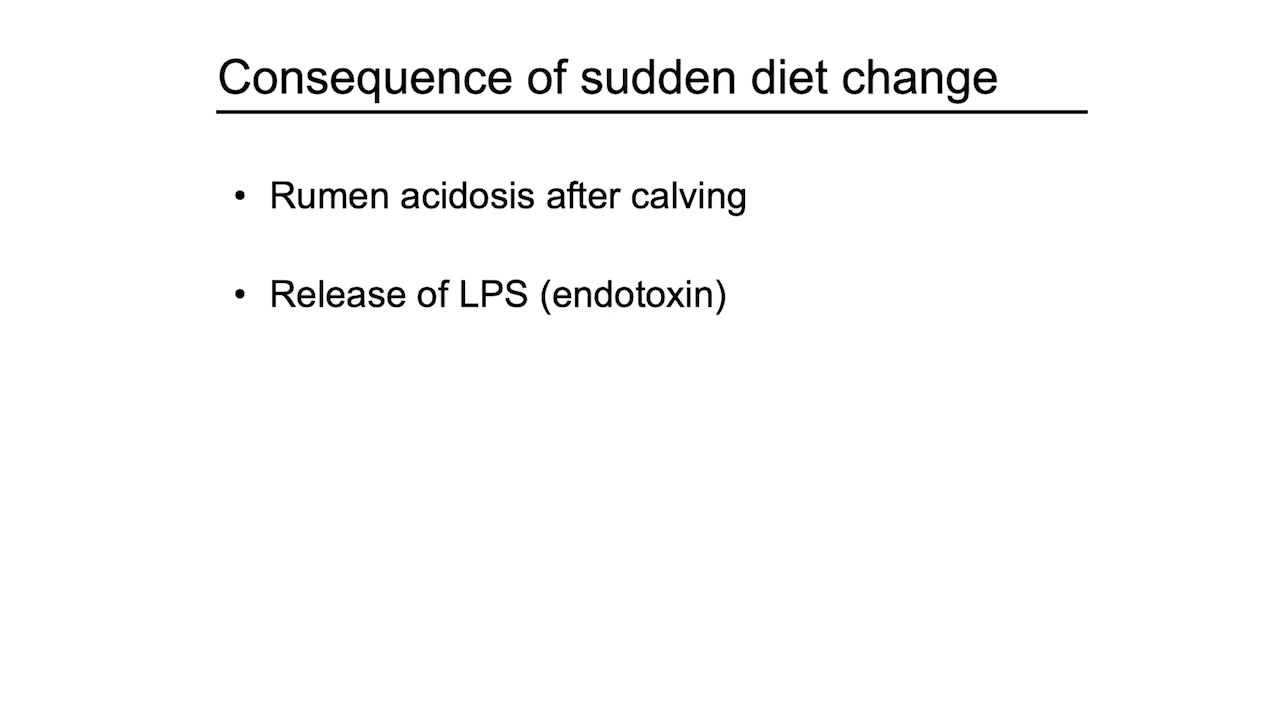 Consequence of sudden diet change
• Rumen acidosis after calving
• Release of LPS (endotoxin)